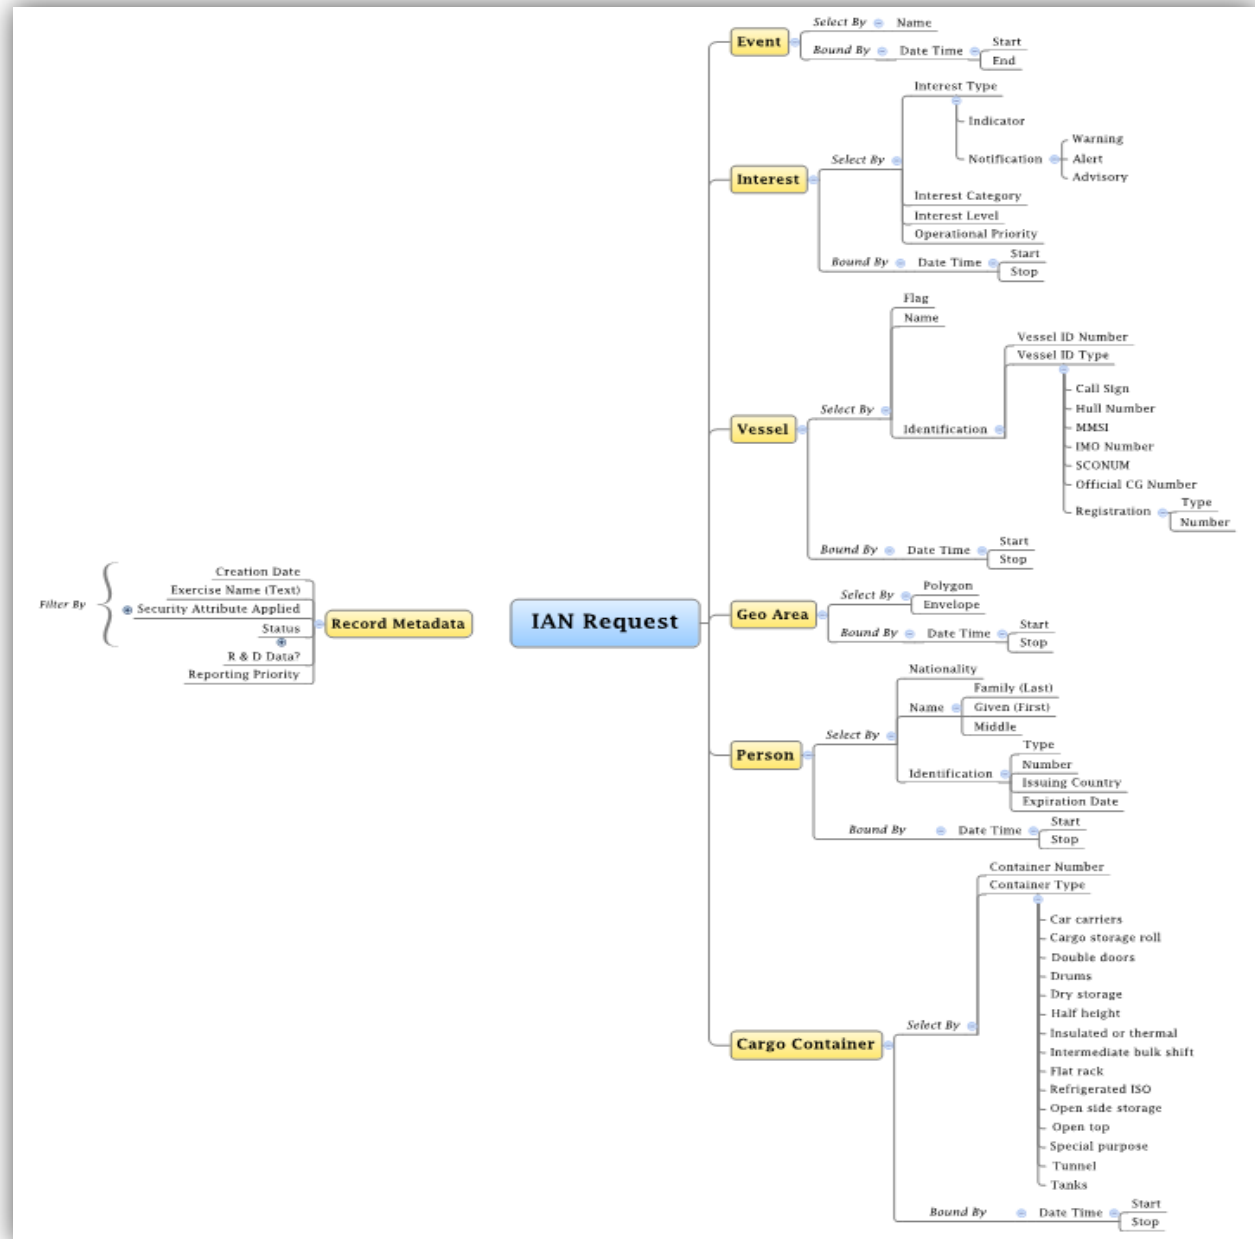 Filter By
Creation Date
Exercise Name (Text)
Security Attribute Applied
Status
R & D Data?
Reporting Priority
Record Metadata
IAN Request
Event
Select By
Name
Bound By
Date Time
Start
End
Interest
Select By
Interest Type
Indicator
Notification
Warning
Alert
Advisory
Interest Category
Interest Level
Operational Priority
Bound By
Date Time
Start
Stop
Vessel
Select By
Flag
Name
Identification
Vessel ID Number
Vessel ID Type
Call Sign
Hull Number
MMSI
IMO Number
SCONUM
Official CG Number
Registration
Type
Number
Bound By
Date Time
Start
Stop
Geo Area
Select By
Polygon
Envelope
Bound By
Date Time
Start
Stop
Person
Select By
Nationality
Name
Family (Last)
Given (First)
Middle
Identification
Type
Number
Issuing Country
Expiration Date
Bound By
Date Time
Start
Stop
Cargo Container
Select By
Container Number
Container Type
Car carriers
Cargo storage roll
Double doors
Drums
Dry storage
Half height
Insulated or thermal
Intermediate bulk shift
Flat rack
Refrigerated ISO
Open side storage
Open top
Special purpose
Tunnel
Tanks
Bound By
Date Time
Start
Stop